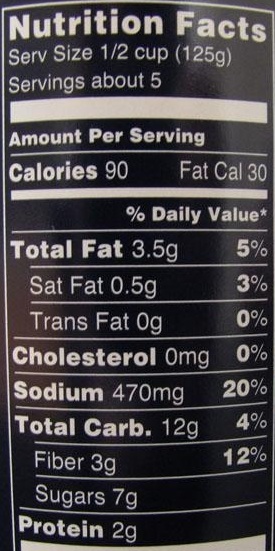 Nutrition Facts
Serv Size 1/2 cup (125g)
Servings about 5
Amount Per Serving
Calories 90 Fat Cal 30
% Daily Value*
Total Fat 3.5g 5%
Sat Fat 0.5g 3%
Trans Fat 0g 0%
Cholesterol 0mg 0%
Sodium 470mg 20%
Total Carb. 12g 4%
Fiber 3g 12%
Sugars 7g
Protein 2g